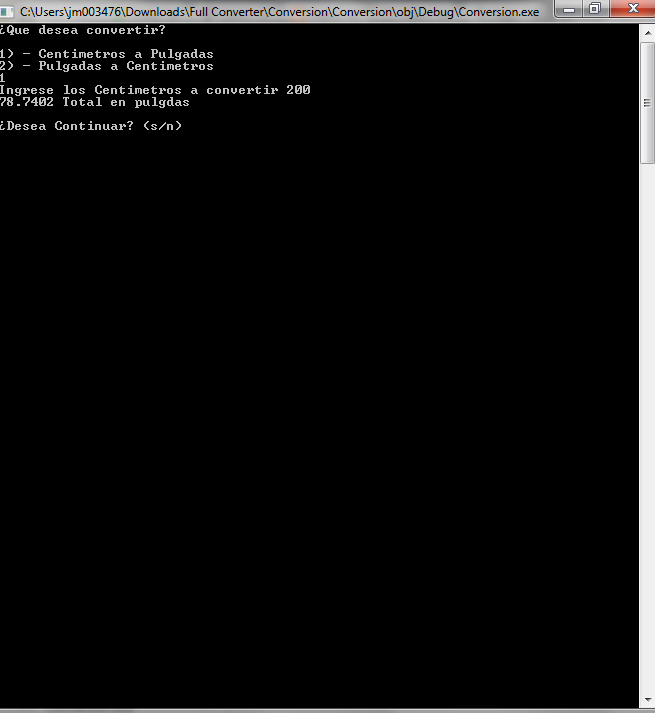 C:\Users\jm003476\Downloads\Full Converter\Conversion\Conversion\obj\Debug\Conversion.exe
¿Que desea convertir?
1) - Centimetros a Pulgadas
2) - Pulgadas a Centimetros
1
Ingrese los Centimetros a convertir 200
78.7402 Total en pulgdas
¿Desea Continuar? (s/n)